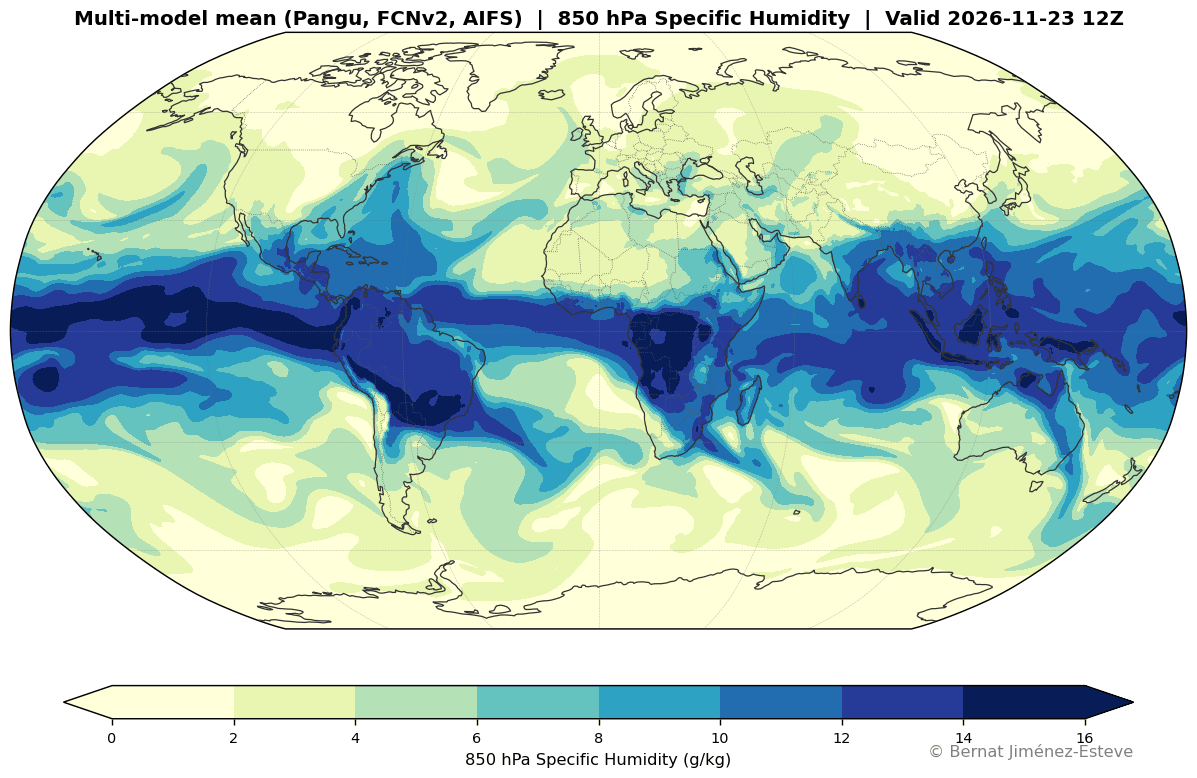 Multi-model mean (Pangu, FCNv2, AIFS)  |  850 hPa Specific Humidity  |  Valid 2026-11-23 12Z
0 2 4 6 8 10 12 14 16
850 hPa Specific Humidity (g/kg)
© Bernat Jiménez-Esteve